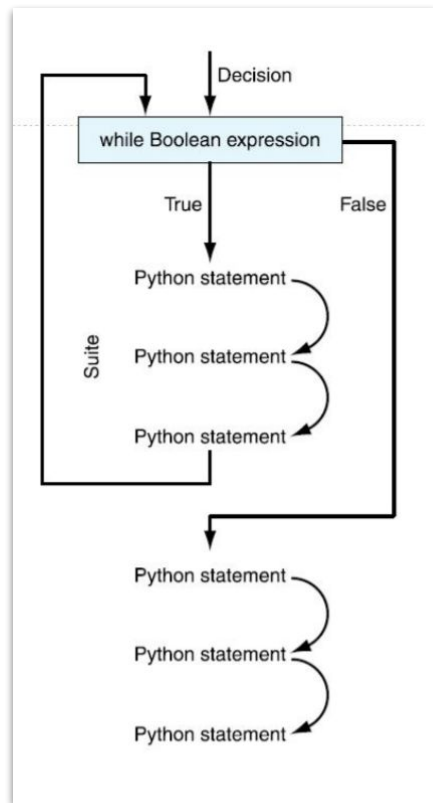 Decision
while Boolean expression
True
False
Python statement
Python statement
Suite
Python statement
Python statement
Python statement
Python statement